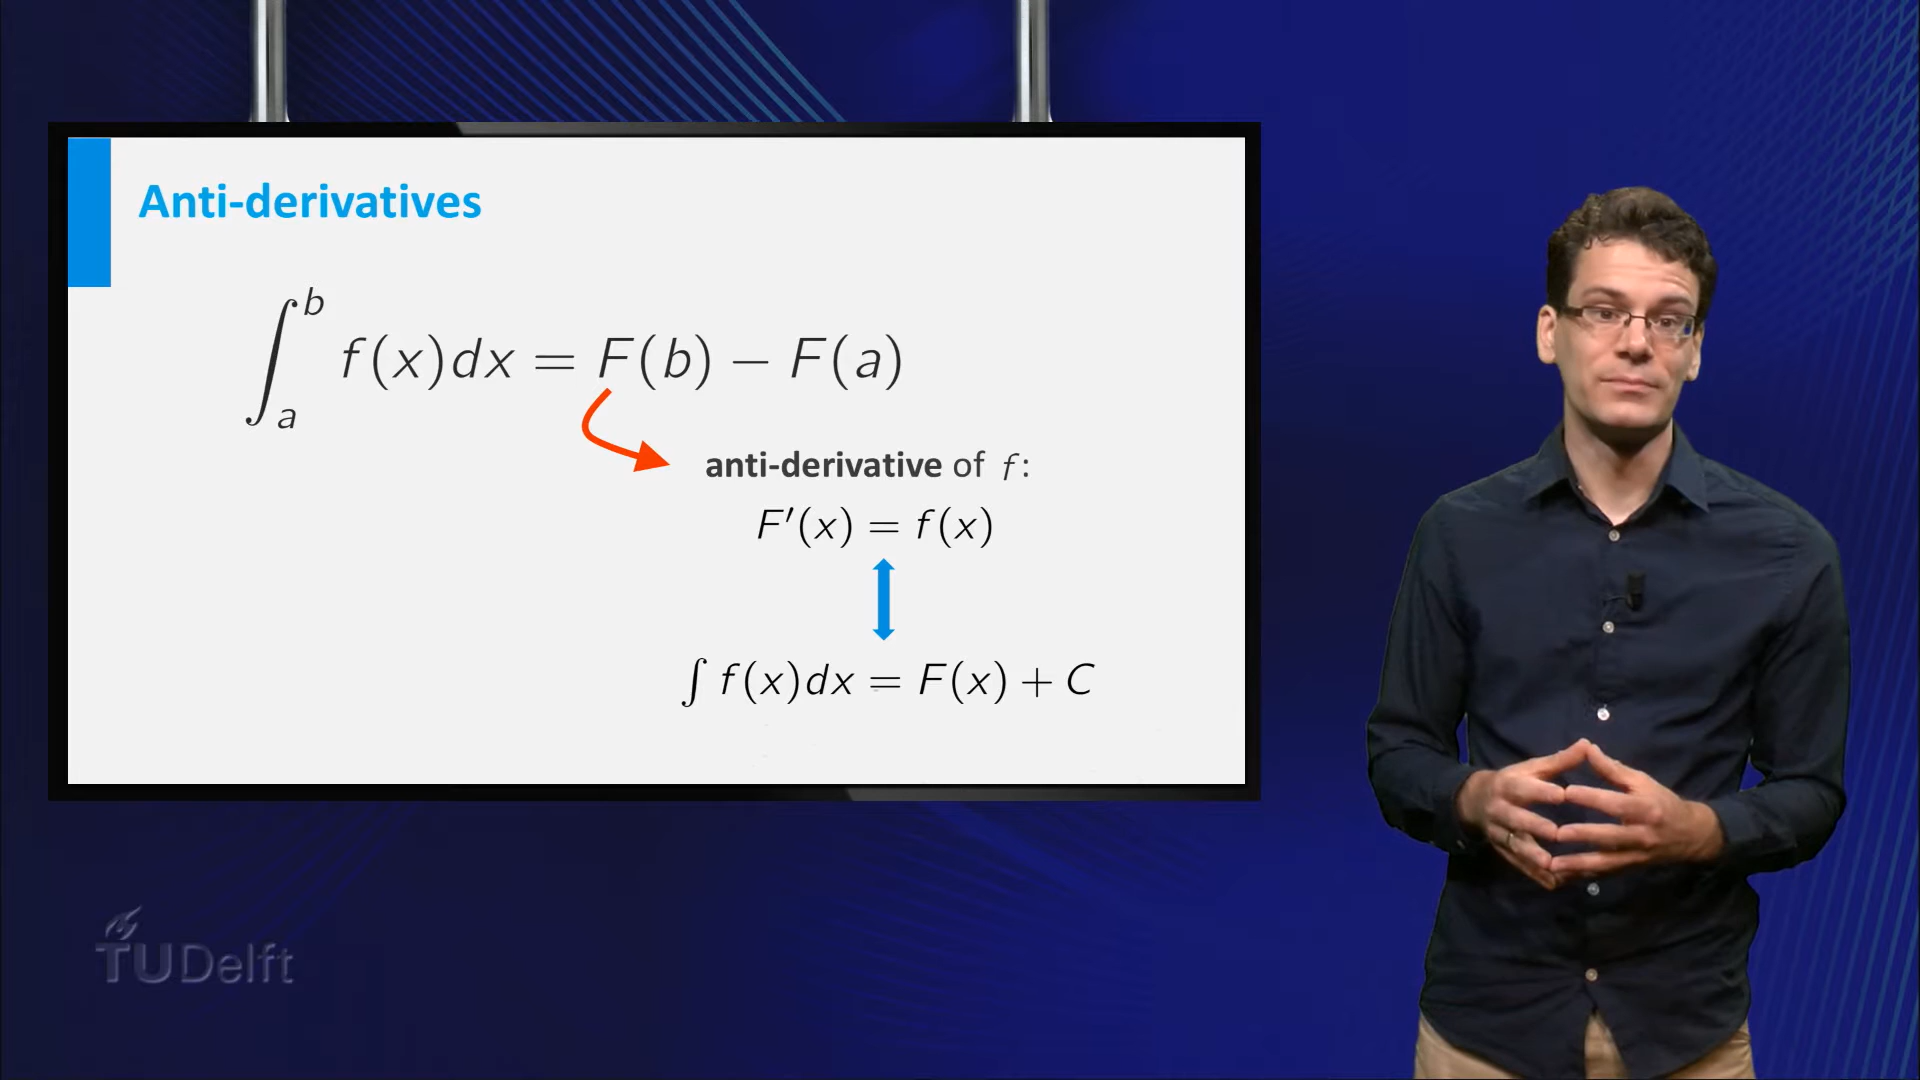 Anti-derivatives
∫_a^b f(x)dx = F(b) − F(a)
anti-derivative of f:
F′(x) = f(x)
∫ f(x)dx = F(x) + C
TUDelft